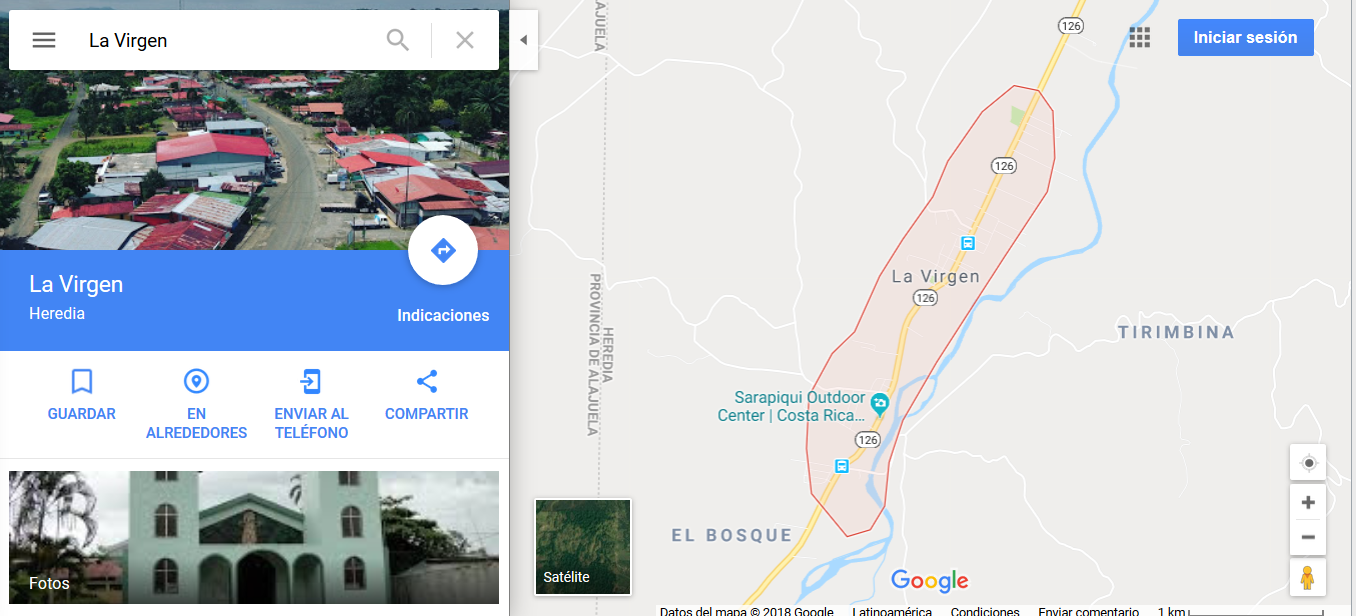 La Virgen
La Virgen
Heredia
Indicaciones
GUARDAR
EN
ALREDEDORES
ENVIAR AL
TELÉFONO
COMPARTIR
Fotos
ALAJUELA
126
Iniciar sesión
126
La Virgen
126
TIRIMBINA
HEREDIA
PROVINCIA DE ALAJUELA
Sarapiqui Outdoor
Center | Costa Rica...
126
EL BOSQUE
Satélite
Google
Datos del mapa © 2018 Google Latinoamérica Condiciones Enviar comentario 1 km